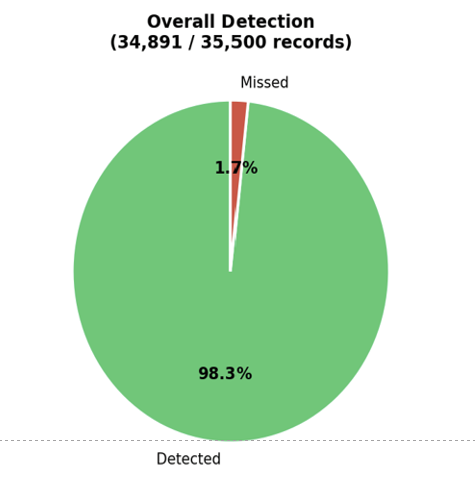 Overall Detection
(34,891 / 35,500 records)
Missed
1.7%
98.3%
Detected